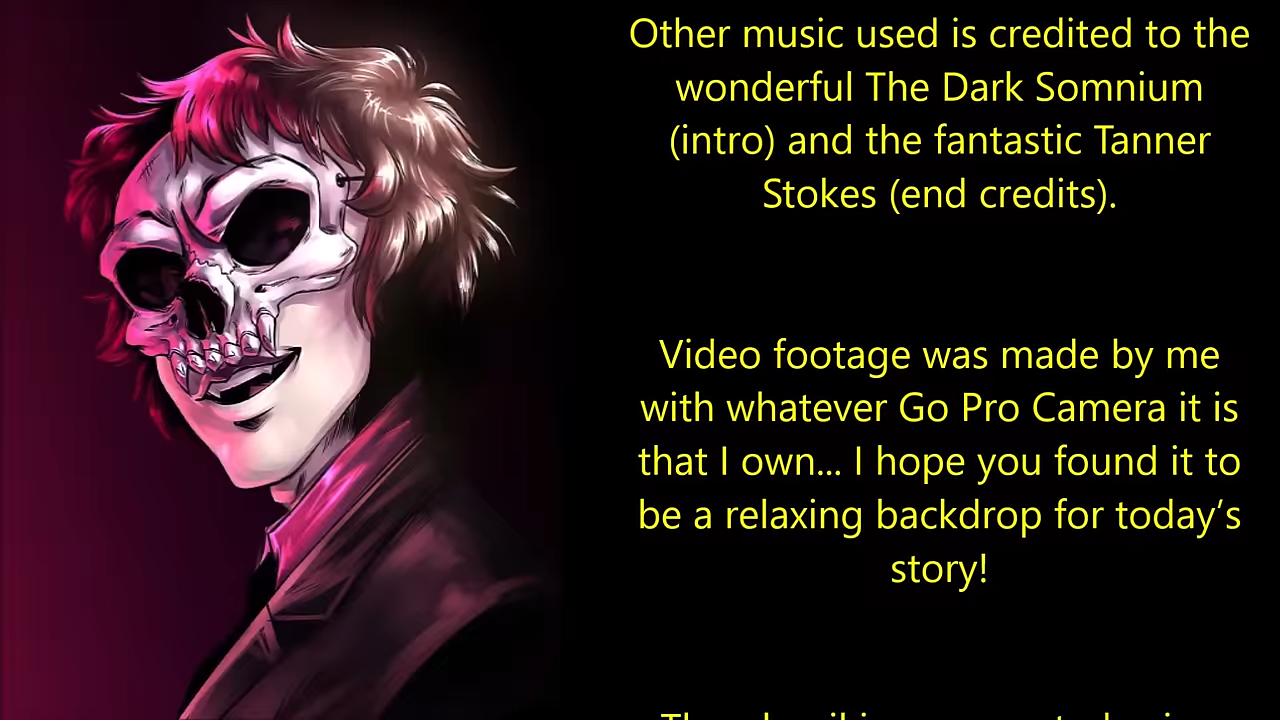 Other music used is credited to the
wonderful The Dark Somnium
(intro) and the fantastic Tanner
Stokes (end credits).
Video footage was made by me
with whatever Go Pro Camera it is
that I own... I hope you found it to
be a relaxing backdrop for today’s
story!